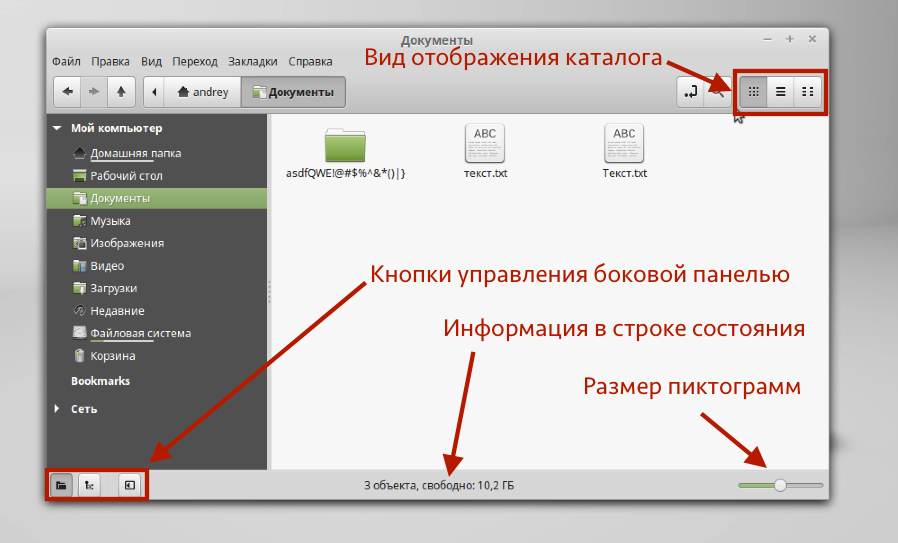 Документы
Файл Правка Вид Переход Закладки Справка
Вид отображения каталога
andrey Документы
Мой компьютер
Домашняя папка
Рабочий стол
Документы
Музыка
Изображения
Видео
Загрузки
Недавние
Файловая система
Корзина
Bookmarks
Сеть
ABC
ABC
asdfQWE!@#$%^&*()|}
текст.txt
Текст.txt
Кнопки управления боковой панелью
Информация в строке состояния
Размер пиктограмм
3 объекта, свободно: 10,2 ГБ